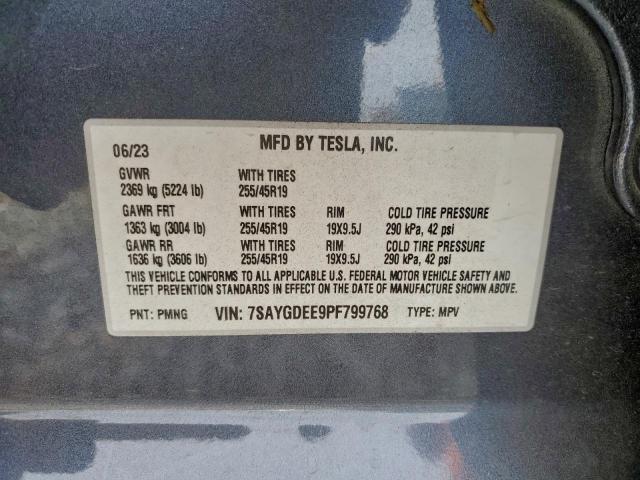 06/23 MFD BY TESLA, INC.
GVWR WITH TIRES
2369 kg (5224 lb) 255/45R19
GAWR FRT WITH TIRES RIM COLD TIRE PRESSURE
1363 kg (3004 lb) 255/45R19 19X9.5J 290 kPa, 42 psi
GAWR RR WITH TIRES RIM COLD TIRE PRESSURE
1636 kg (3606 lb) 255/45R19 19X9.5J 290 kPa, 42 psi
THIS VEHICLE CONFORMS TO ALL APPLICABLE U.S. FEDERAL MOTOR VEHICLE SAFETY AND
THEFT PREVENTION STANDARDS IN EFFECT ON THE DATE OF MANUFACTURE SHOWN ABOVE.
PNT: PMNG VIN: 7SAYGDEE9PF799768 TYPE: MPV